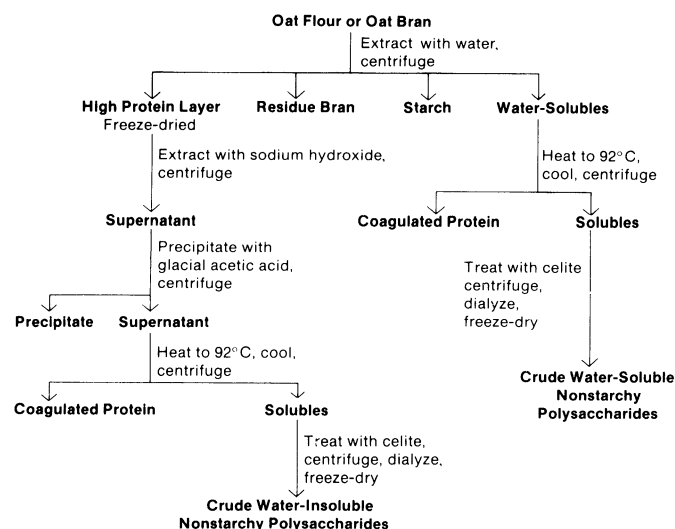 Oat Flour or Oat Bran
Extract with water,
centrifuge
High Protein Layer
Freeze-dried
Residue Bran
Starch
Water-Solubles
Extract with sodium hydroxide,
centrifuge
Heat to 92°C,
cool, centrifuge
Supernatant
Coagulated Protein
Solubles
Precipitate with
glacial acetic acid,
centrifuge
Treat with celite
centrifuge,
dialyze,
freeze-dry
Precipitate
Supernatant
Heat to 92°C, cool,
centrifuge
Crude Water-Soluble
Nonstarchy
Polysaccharides
Coagulated Protein
Solubles
Treat with celite,
centrifuge, dialyze,
freeze-dry
Crude Water-Insoluble
Nonstarchy Polysaccharides